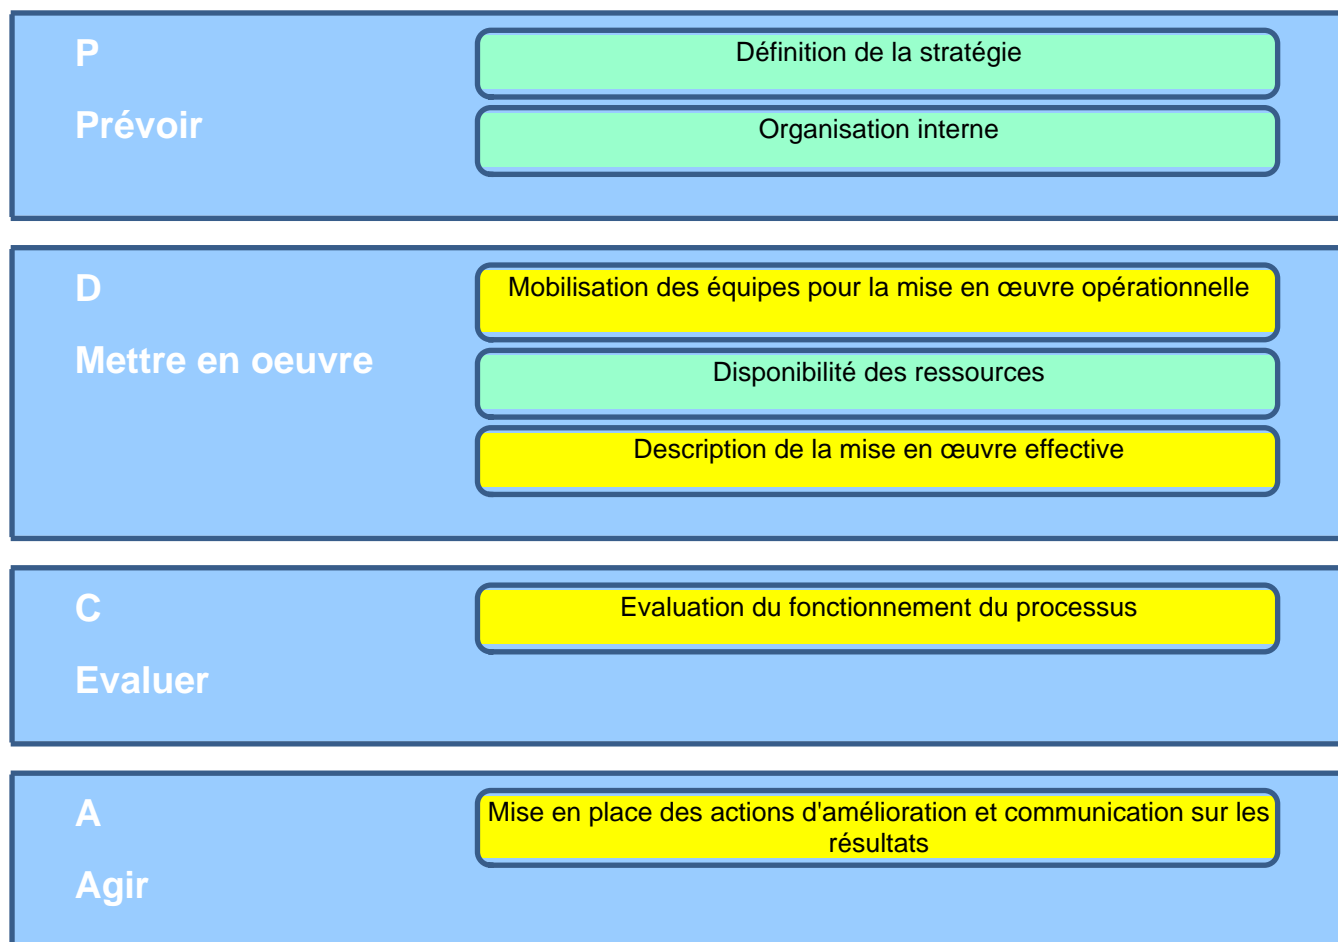 P
Définition de la stratégie
Prévoir
Organisation interne
D
Mobilisation des équipes pour la mise en œuvre opérationnelle
Mettre en oeuvre
Disponibilité des ressources
Description de la mise en œuvre effective
C
Evaluation du fonctionnement du processus
Evaluer
A
Mise en place des actions d'amélioration et communication sur les
résultats
Agir